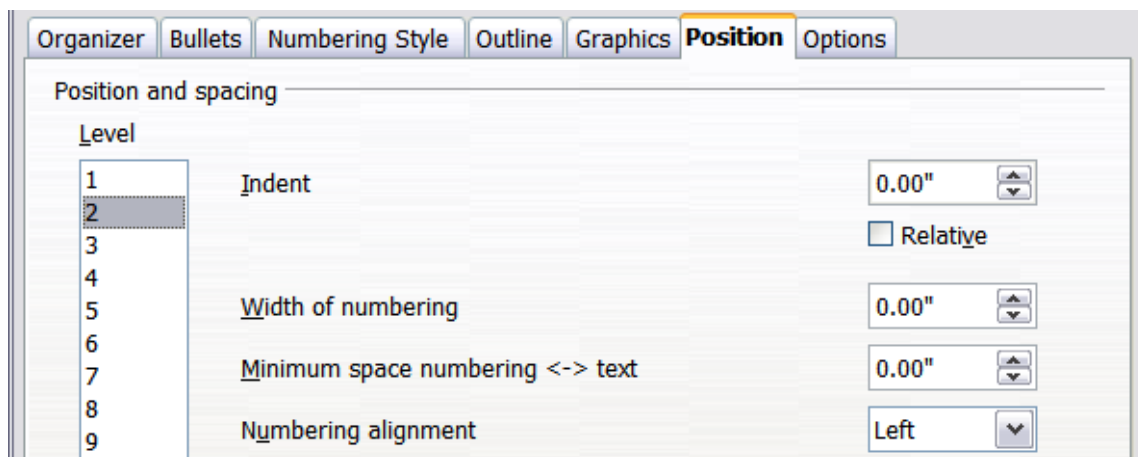 Organizer Bullets Numbering Style Outline Graphics Position Options
Position and spacing
Level
1 Indent 0.00"
2
3 Relative
4
5 Width of numbering 0.00"
6
7 Minimum space numbering <-> text 0.00"
8
9 Numbering alignment Left